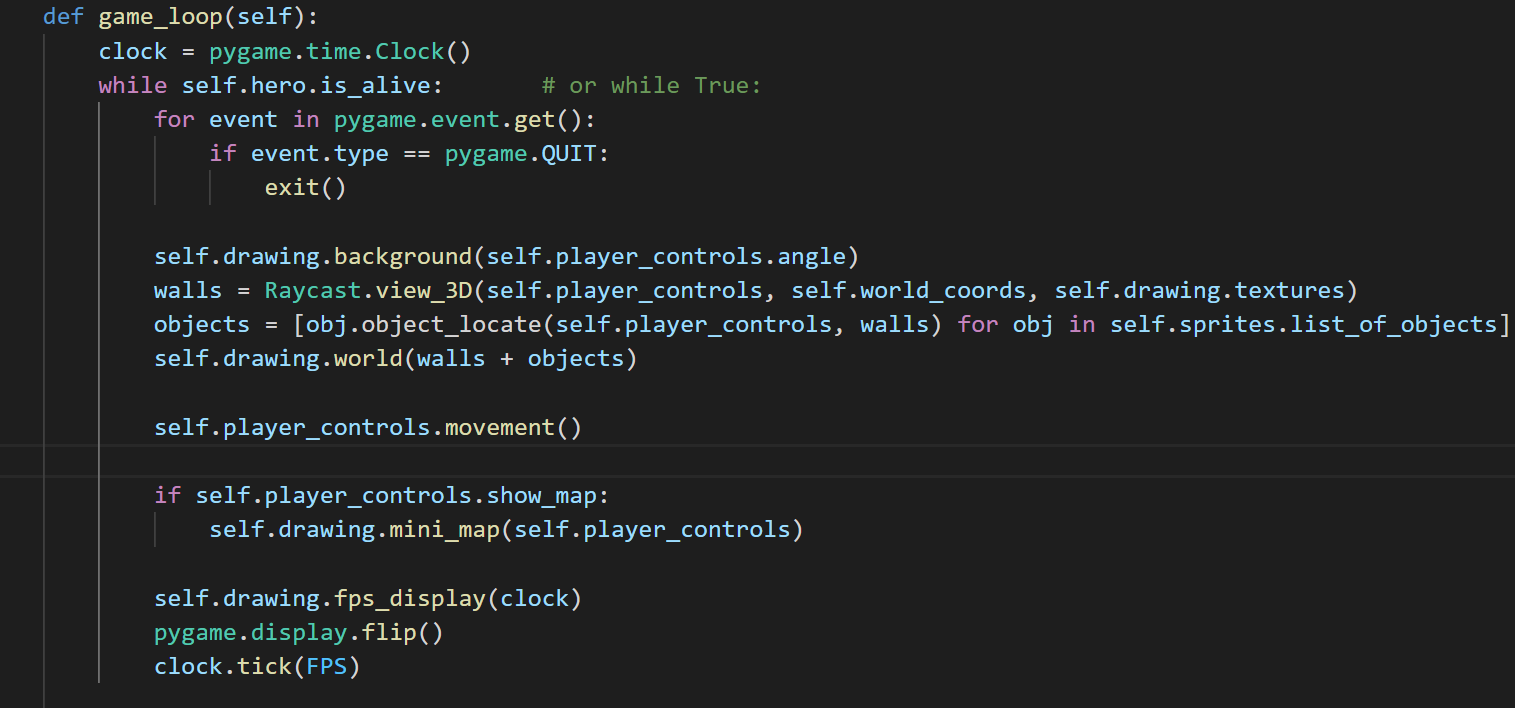 def game_loop(self):
    clock = pygame.time.Clock()
    while self.hero.is_alive:       # or while True:
        for event in pygame.event.get():
            if event.type == pygame.QUIT:
                exit()

        self.drawing.background(self.player_controls.angle)
        walls = Raycast.view_3D(self.player_controls, self.world_coords, self.drawing.textures)
        objects = [obj.object_locate(self.player_controls, walls) for obj in self.sprites.list_of_objects]
        self.drawing.world(walls + objects)

        self.player_controls.movement()

        if self.player_controls.show_map:
            self.drawing.mini_map(self.player_controls)

        self.drawing.fps_display(clock)
        pygame.display.flip()
        clock.tick(FPS)